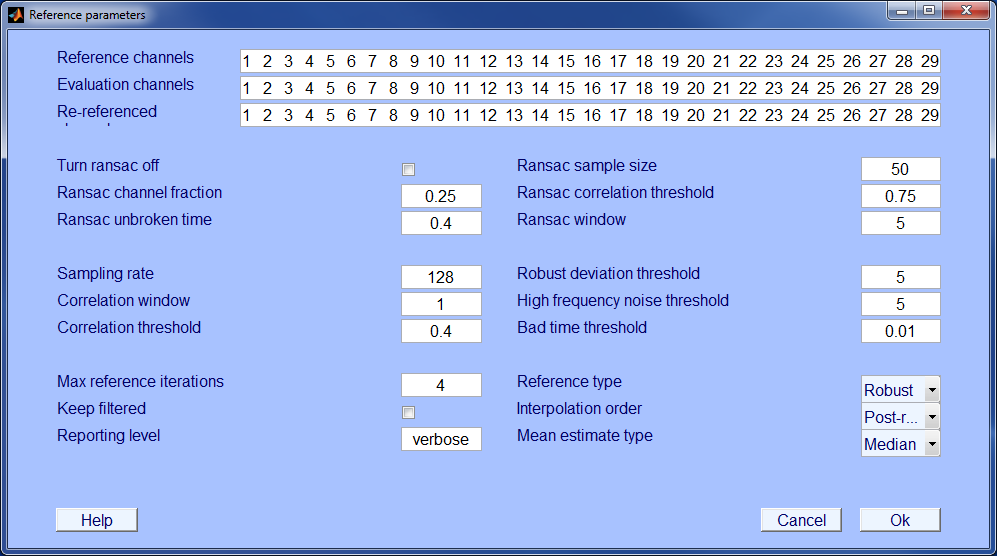 Reference parameters
Reference channels 1 2 3 4 5 6 7 8 9 10 11 12 13 14 15 16 17 18 19 20 21 22 23 24 25 26 27 28 29
Evaluation channels 1 2 3 4 5 6 7 8 9 10 11 12 13 14 15 16 17 18 19 20 21 22 23 24 25 26 27 28 29
Re-referenced 1 2 3 4 5 6 7 8 9 10 11 12 13 14 15 16 17 18 19 20 21 22 23 24 25 26 27 28 29
Turn ransac off Ransac sample size 50
Ransac channel fraction 0.25 Ransac correlation threshold 0.75
Ransac unbroken time 0.4 Ransac window 5
Sampling rate 128 Robust deviation threshold 5
Correlation window 1 High frequency noise threshold 5
Correlation threshold 0.4 Bad time threshold 0.01
Max reference iterations 4 Reference type Robust
Keep filtered Interpolation order Post-r...
Reporting level verbose Mean estimate type Median
Help Cancel Ok